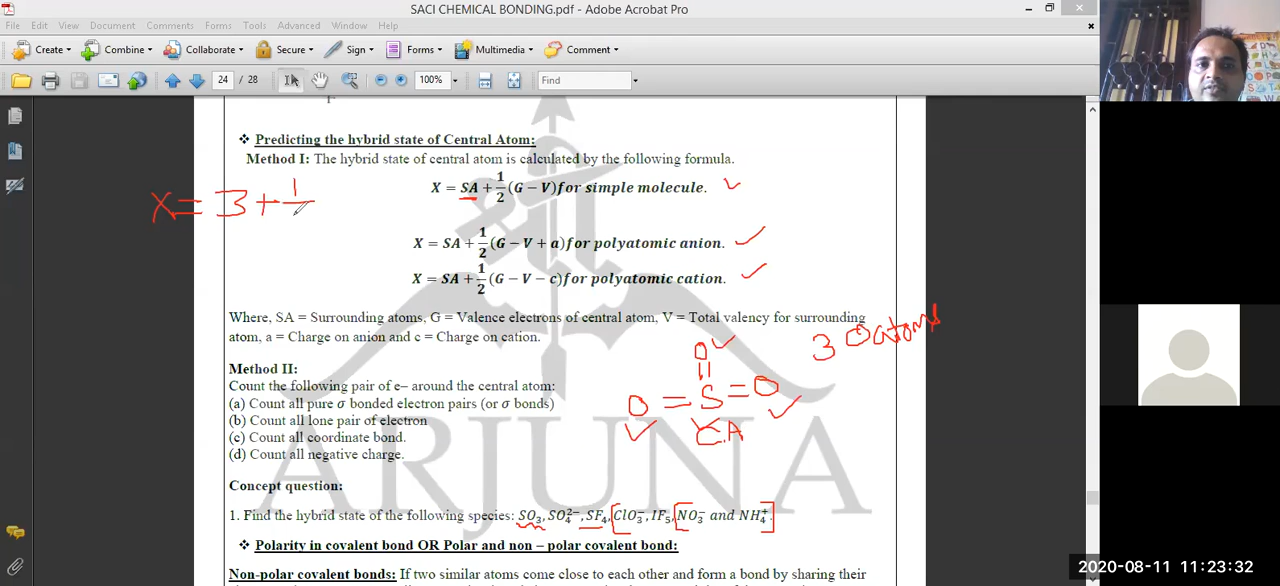 SACI CHEMICAL BONDING.pdf - Adobe Acrobat Pro
File Edit View Document Comments Forms Tools Advanced Window Help
Create Combine Collaborate Secure Sign Forms Multimedia Comment
24 / 28 100% Find
❖ Predicting the hybrid state of Central Atom:
Method I: The hybrid state of central atom is calculated by the following formula.
X = SA + 1/2 (G − V) for simple molecule.
X = 3 + 1
X = SA + 1/2 (G − V + a) for polyatomic anion.
X = SA + 1/2 (G − V − c) for polyatomic cation.
Where, SA = Surrounding atoms, G = Valence electrons of central atom, V = Total valency for surrounding
atom, a = Charge on anion and c = Charge on cation.
3 O atoms
Method II:
Count the following pair of e– around the central atom:
(a) Count all pure σ bonded electron pairs (or σ bonds)
(b) Count all lone pair of electron
(c) Count all coordinate bond.
(d) Count all negative charge.
O
O = S = O
C.A
ARJUNA
Concept question:
1. Find the hybrid state of the following species: SO₃, SO₄²⁻, SF₄, ClO₃⁻, IF₅, NO₃⁻ and NH₄⁺.
❖ Polarity in covalent bond OR Polar and non – polar covalent bond:
Non-polar covalent bonds: If two similar atoms come close to each other and form a bond by sharing their
2020-08-11 11:23:32